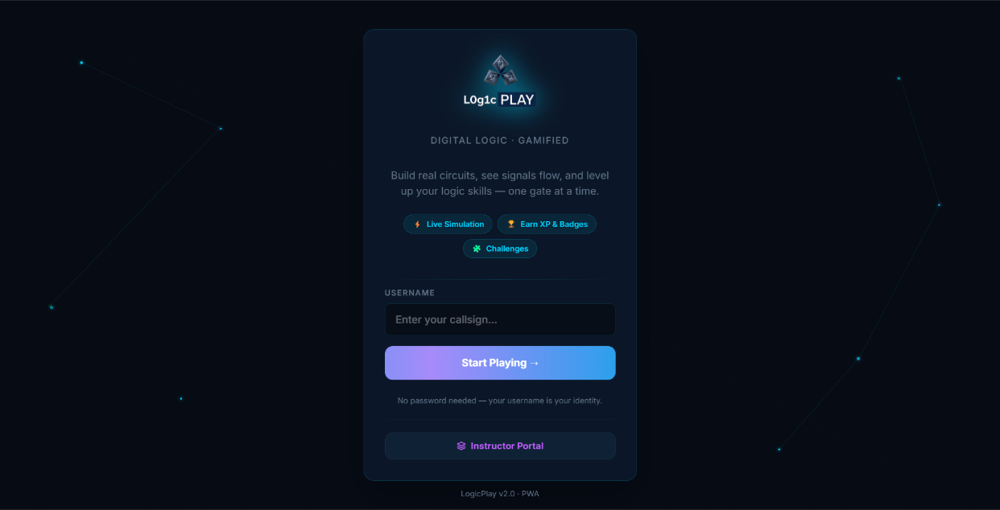 L0g1c PLAY
DIGITAL LOGIC · GAMIFIED
Build real circuits, see signals flow, and level
up your logic skills — one gate at a time.
Live Simulation
Earn XP & Badges
Challenges
USERNAME
Enter your callsign...
Start Playing →
No password needed — your username is your identity.
Instructor Portal
LogicPlay v2.0 · PWA